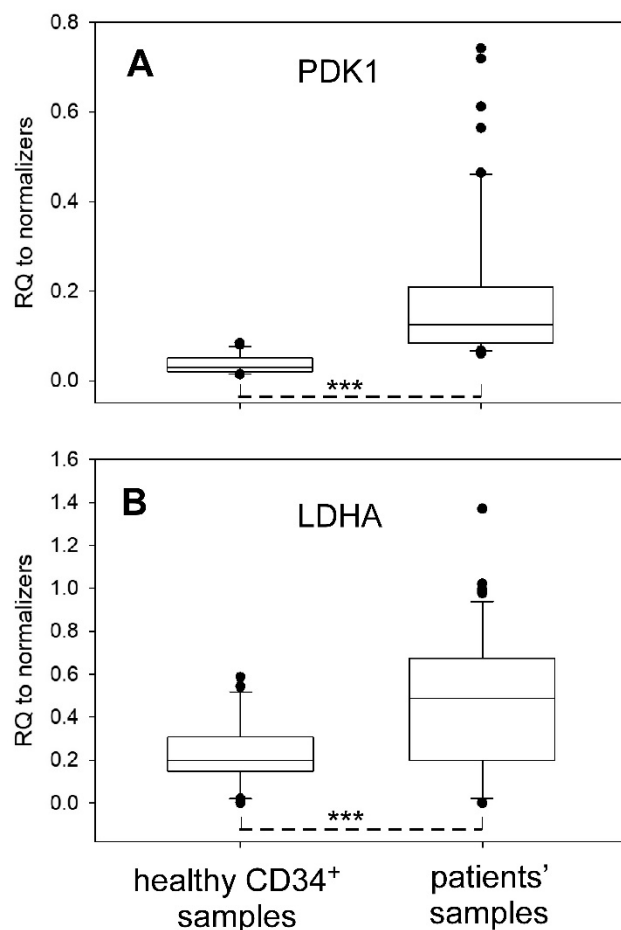 A
PDK1
RQ to normalizers
0.8
0.6
0.4
0.2
0.0
***
B
LDHA
RQ to normalizers
1.6
1.4
1.2
1.0
0.8
0.6
0.4
0.2
0.0
***
healthy CD34⁺
samples
patients’
samples